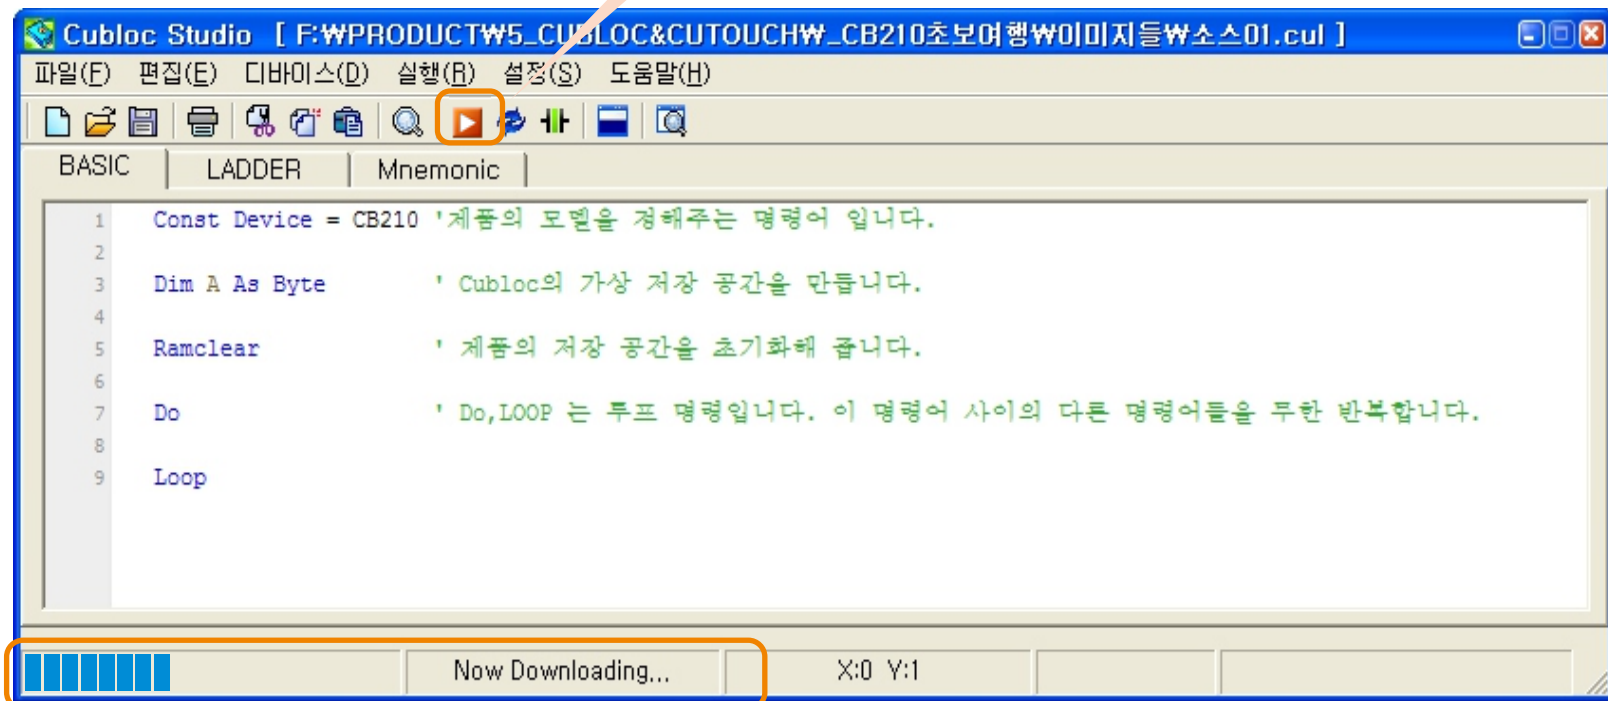 Cubloc Studio [ F:₩PRODUCT₩5_CUBLOC&CUTOUCH₩_CB210초보여행₩이미지들₩소스01.cul ]
파일(F) 편집(E) 디바이스(D) 실행(R) 설정(S) 도움말(H)
BASIC LADDER Mnemonic
1 Const Device = CB210 '제품의 모델을 정해주는 명령어 입니다.
2
3 Dim A As Byte ' Cubloc의 가상 저장 공간을 만듭니다.
4
5 Ramclear ' 제품의 저장 공간을 초기화해 줍니다.
6
7 Do ' Do,LOOP 는 루프 명령입니다. 이 명령어 사이의 다른 명령어들을 무한 반복합니다.
8
9 Loop
Now Downloading... X:0 Y:1